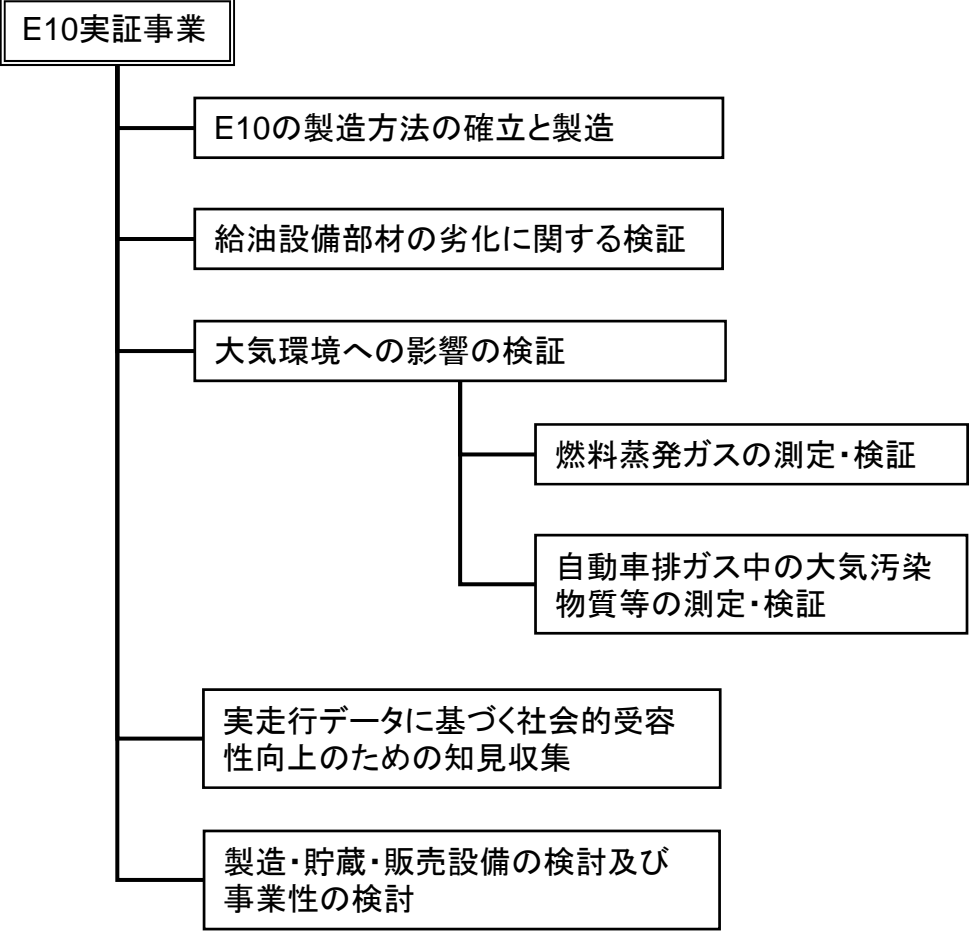 E10実証事業
E10の製造方法の確立と製造
給油設備部材の劣化に関する検証
大気環境への影響の検証
燃料蒸発ガスの測定・検証
自動車排ガス中の大気汚染
物質等の測定・検証
実走行データに基づく社会的受容
性向上のための知見収集
製造・貯蔵・販売設備の検討及び
事業性の検討